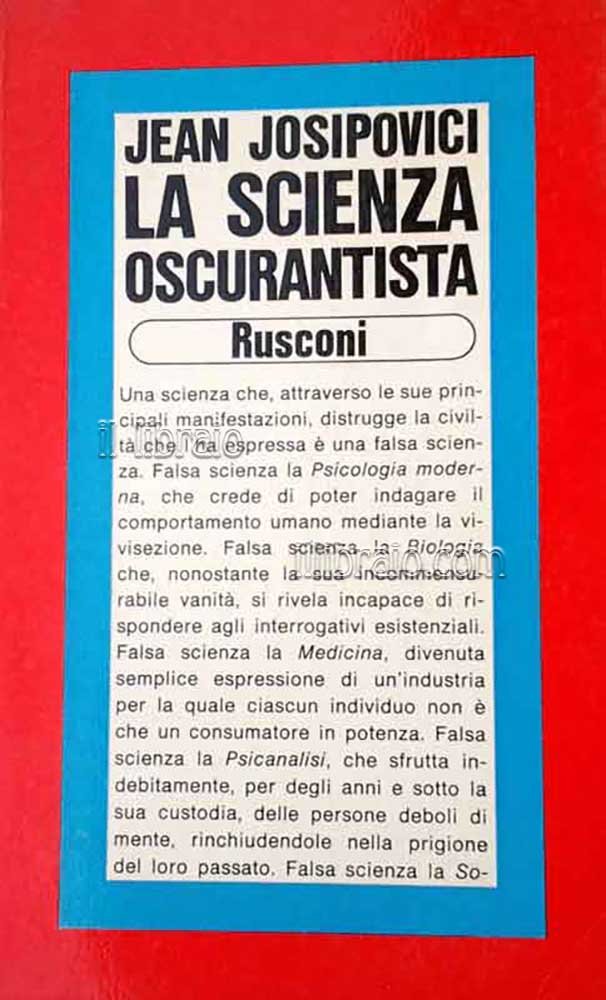 JEAN JOSIPOVICI
LA SCIENZA
OSCURANTISTA
Rusconi
Una scienza che, attraverso le sue prin-
cipali manifestazioni, distrugge la civil-
tà che l'ha espressa è una falsa scien-
za. Falsa scienza la Psicologia moder-
na, che crede di poter indagare il
comportamento umano mediante la vi-
visezione. Falsa scienza la Biologia
che, nonostante la sua incommensu-
rabile vanità, si rivela incapace di ri-
spondere agli interrogativi esistenziali.
Falsa scienza la Medicina, divenuta
semplice espressione di un'industria
per la quale ciascun individuo non è
che un consumatore in potenza. Falsa
scienza la Psicanalisi, che sfrutta in-
debitamente, per degli anni e sotto la
sua custodia, delle persone deboli di
mente, rinchiudendole nella prigione
del loro passato. Falsa scienza la So-
il libraio
illibraio.com